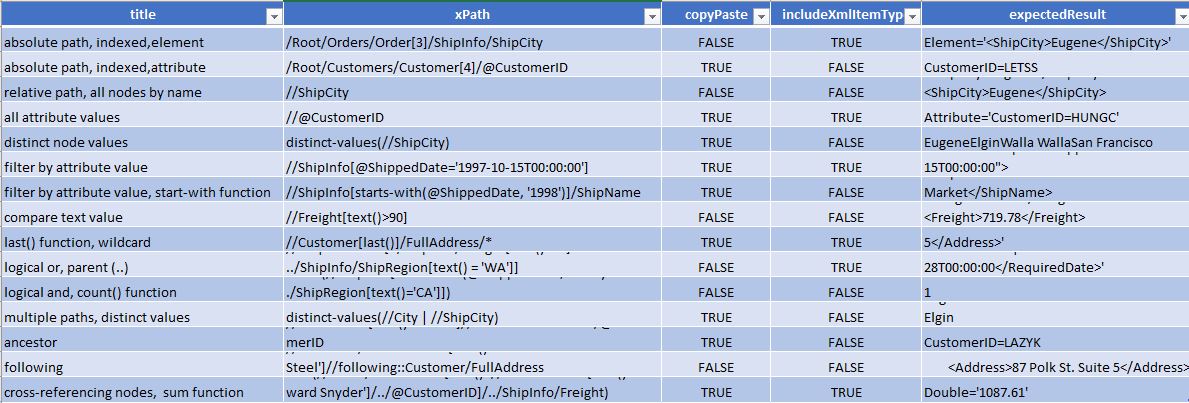 title xPath copyPaste includeXmlItemTyp expectedResult
absolute path, indexed,element /Root/Orders/Order[3]/ShipInfo/ShipCity FALSE TRUE Element='<ShipCity>Eugene</ShipCity>'
absolute path, indexed,attribute /Root/Customers/Customer[4]/@CustomerID TRUE FALSE CustomerID=LETSS
relative path, all nodes by name //ShipCity FALSE FALSE <ShipCity>Eugene</ShipCity>
all attribute values //@CustomerID TRUE TRUE Attribute='CustomerID=HUNGC'
distinct node values distinct-values(//ShipCity) TRUE FALSE EugeneElginWalla WallaSan Francisco
filter by attribute value //ShipInfo[@ShippedDate='1997-10-15T00:00:00'] TRUE TRUE 15T00:00:00">
filter by attribute value, start-with function //ShipInfo[starts-with(@ShippedDate, '1998')]/ShipName TRUE FALSE Market</ShipName>
compare text value //Freight[text()>90] FALSE FALSE <Freight>719.78</Freight>
last() function, wildcard //Customer[last()]/FullAddress/* TRUE TRUE 5</Address>'
logical or, parent (..) ../ShipInfo/ShipRegion[text() = 'WA']] FALSE TRUE 28T00:00:00</RequiredDate>'
logical and, count() function ./ShipRegion[text()='CA']]) FALSE FALSE 1
multiple paths, distinct values distinct-values(//City | //ShipCity) TRUE FALSE Elgin
ancestor merID TRUE FALSE CustomerID=LAZYK
following Steel']//following::Customer/FullAddress FALSE FALSE <Address>87 Polk St. Suite 5</Address>
cross-referencing nodes, sum function ward Snyder']/../@CustomerID]/../ShipInfo/Freight) TRUE TRUE Double='1087.61'